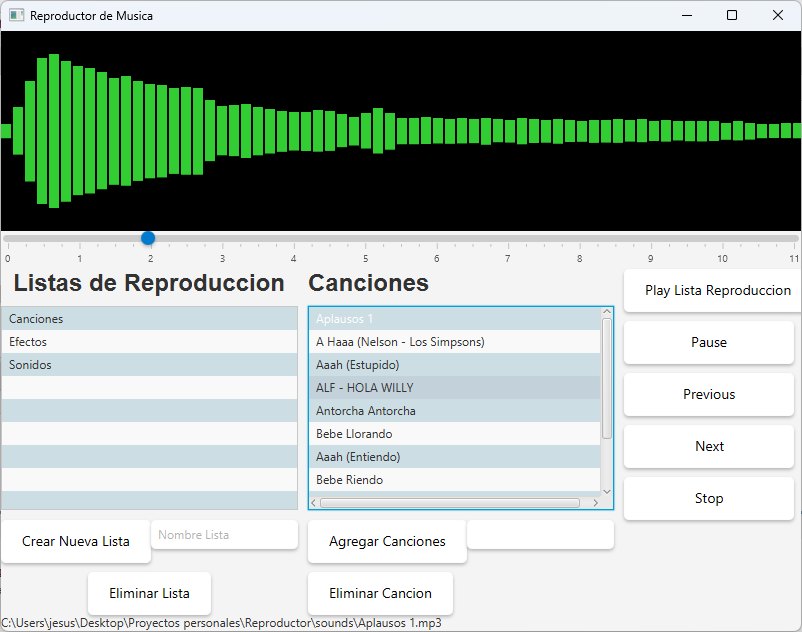 Reproductor de Musica
0 1 2 3 4 5 6 7 8 9 10 11
Listas de Reproduccion
Canciones
Efectos
Sonidos
Canciones
Aplausos 1
A Haaa (Nelson - Los Simpsons)
Aaah (Estupido)
ALF - HOLA WILLY
Antorcha Antorcha
Bebe Llorando
Aaah (Entiendo)
Bebe Riendo
Play Lista Reproduccion
Pause
Previous
Next
Stop
Crear Nueva Lista
Nombre Lista
Agregar Canciones
Eliminar Lista
Eliminar Cancion
C:\Users\jesus\Desktop\Proyectos personales\Reproductor\sounds\Aplausos 1.mp3